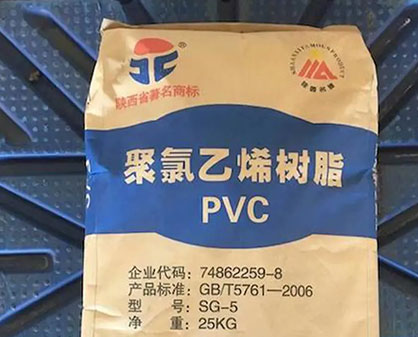 ®
陕西省著名商标
聚氯乙烯树脂
PVC
企业代码：74862259-8
产品标准：GB/T5761—2006
型 号：SG-5
净 重：25KG